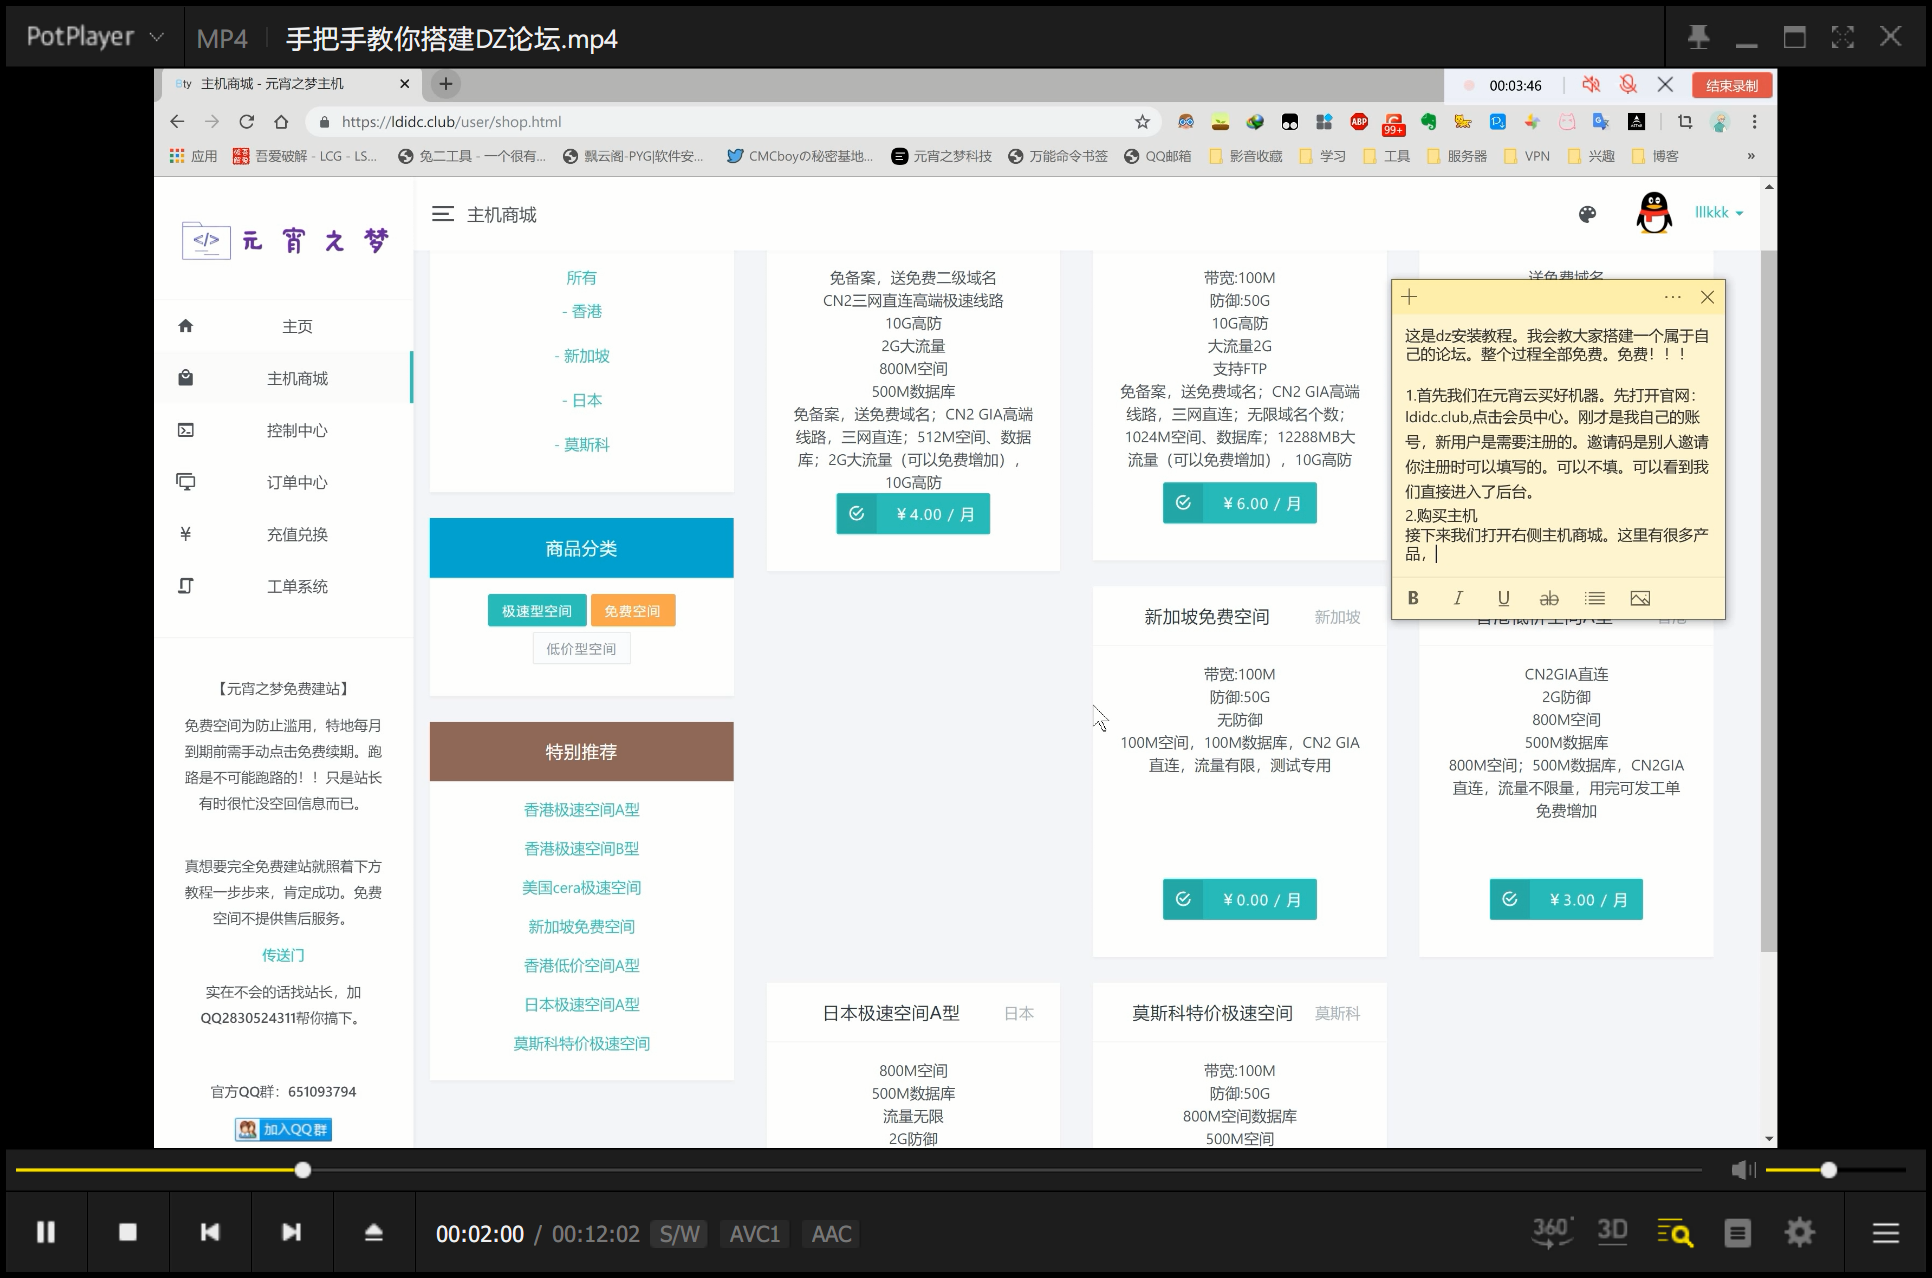 PotPlayer
MP4
手把手教你搭建DZ论坛.mp4
Bty 主机商城 - 元宵之梦主机
00:03:46
结束录制
https://ldidc.club/user/shop.html
ABP
99+
应用
吾爱破解 - LCG - LS...
兔二工具 - 一个很有...
飘云阁-PYG|软件安...
CMCboyの秘密基地...
元宵之梦科技
万能命令书签
QQ邮箱
影音收藏
学习
工具
服务器
VPN
兴趣
博客
»
</> 元宵之梦
主机商城
lllkkk
主页
主机商城
控制中心
订单中心
¥ 充值兑换
工单系统
【元宵之梦免费建站】
免费空间为防止滥用，特地每月
到期前需手动点击免费续期。跑
路是不可能跑路的！！只是站长
有时很忙没空回信息而已。
真想要完全免费建站就照着下方
教程一步步来，肯定成功。免费
空间不提供售后服务。
传送门
实在不会的话找站长，加
QQ2830524311帮你搞下。
官方QQ群：651093794
加入QQ群
所有
- 香港
- 新加坡
- 日本
- 莫斯科
商品分类
极速型空间
免费空间
低价型空间
特别推荐
香港极速空间A型
香港极速空间B型
美国cera极速空间
新加坡免费空间
香港低价空间A型
日本极速空间A型
莫斯科特价极速空间
免备案，送免费二级域名
CN2三网直连高端极速线路
10G高防
2G大流量
800M空间
500M数据库
免备案，送免费域名；CN2 GIA高端
线路，三网直连；512M空间、数据
库；2G大流量（可以免费增加），
10G高防
¥ 4.00 / 月
带宽:100M
防御:50G
10G高防
大流量2G
支持FTP
免备案，送免费域名；CN2 GIA高端
线路，三网直连；无限域名个数；
1024M空间、数据库；12288MB大
流量（可以免费增加），10G高防
¥ 6.00 / 月
送免费域名
这是dz安装教程。我会教大家搭建一个属于自
己的论坛。整个过程全部免费。免费！！！
1.首先我们在元宵云买好机器。先打开官网：
ldidc.club,点击会员中心。刚才是我自己的账
号，新用户是需要注册的。邀请码是别人邀请
你注册时可以填写的。可以不填。可以看到我
们直接进入了后台。
2.购买主机
接下来我们打开右侧主机商城。这里有很多产
品，
B I U ab
新加坡免费空间 新加坡
带宽:100M
防御:50G
无防御
100M空间，100M数据库，CN2 GIA
直连，流量有限，测试专用
¥ 0.00 / 月
香港低价空间A型 香港
CN2GIA直连
2G防御
800M空间
500M数据库
800M空间；500M数据库，CN2GIA
直连，流量不限量，用完可发工单
免费增加
¥ 3.00 / 月
日本极速空间A型 日本
800M空间
500M数据库
流量无限
2G防御
莫斯科特价极速空间 莫斯科
带宽:100M
防御:50G
800M空间数据库
500M空间
00:02:00 / 00:12:02 S/W AVC1 AAC
360°
3D